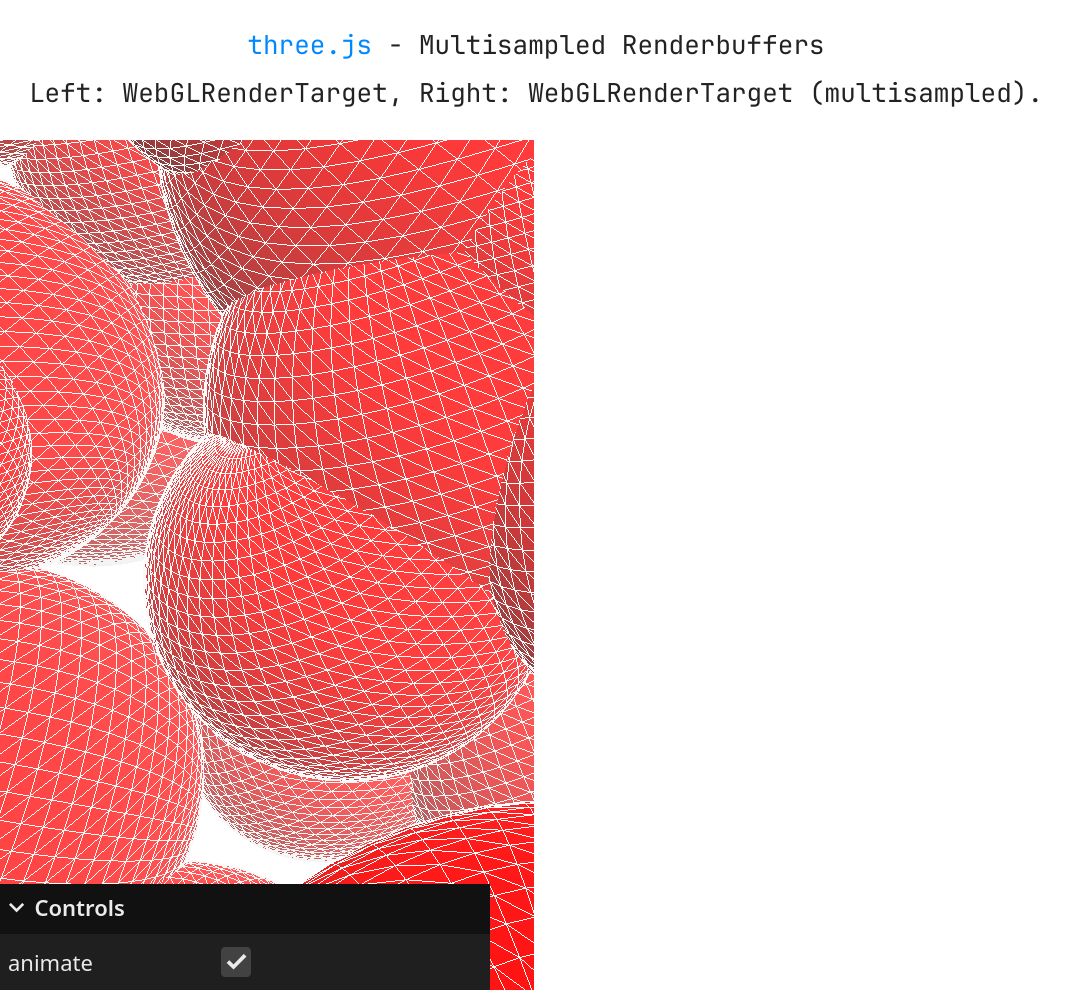 three.js - Multisampled Renderbuffers
Left: WebGLRenderTarget, Right: WebGLRenderTarget (multisampled).
Controls
animate